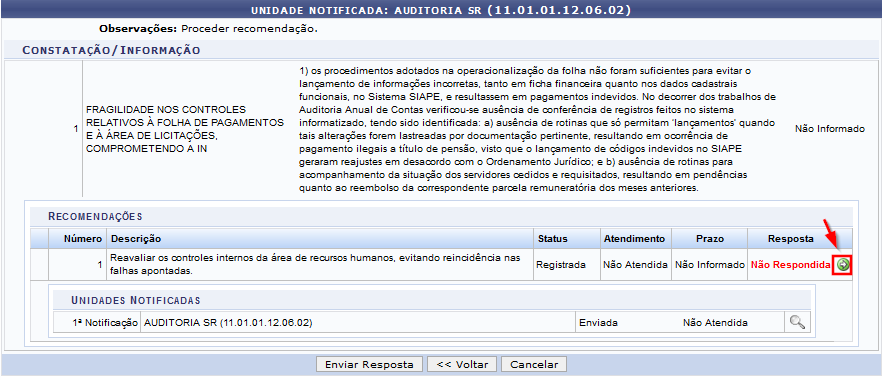 UNIDADE NOTIFICADA: AUDITORIA SR (11.01.01.12.06.02)
Observações: Proceder recomendação.
CONSTATAÇÃO/INFORMAÇÃO
1
FRAGILIDADE NOS CONTROLES
RELATIVOS À FOLHA DE PAGAMENTOS
E À ÁREA DE LICITAÇÕES,
COMPROMETENDO A IN
1) os procedimentos adotados na operacionalização da folha não foram suficientes para evitar o
lançamento de informações incorretas, tanto em ficha financeira quanto nos dados cadastrais
funcionais, no Sistema SIAPE, e resultassem em pagamentos indevidos. No decorrer dos trabalhos de
Auditoria Anual de Contas verificou-se ausência de conferência de registros feitos no sistema
informatizado, tendo sido identificada: a) ausência de rotinas que só permitam 'lançamentos' quando
tais alterações forem lastreadas por documentação pertinente, resultando em ocorrência de
pagamento ilegais a título de pensão, visto que o lançamento de códigos indevidos no SIAPE
geraram reajustes em desacordo com o Ordenamento Jurídico; e b) ausência de rotinas para
acompanhamento da situação dos servidores cedidos e requisitados, resultando em pendências
quanto ao reembolso da correspondente parcela remuneratória dos meses anteriores.
Não Informado
RECOMENDAÇÕES
Número Descrição Status Atendimento Prazo Resposta
1 Reavaliar os controles internos da área de recursos humanos, evitando reincidência nas
falhas apontadas.
Registrada Não Atendida Não Informado Não Respondida
UNIDADES NOTIFICADAS
1ª Notificação AUDITORIA SR (11.01.01.12.06.02) Enviada Não Atendida
Enviar Resposta << Voltar Cancelar